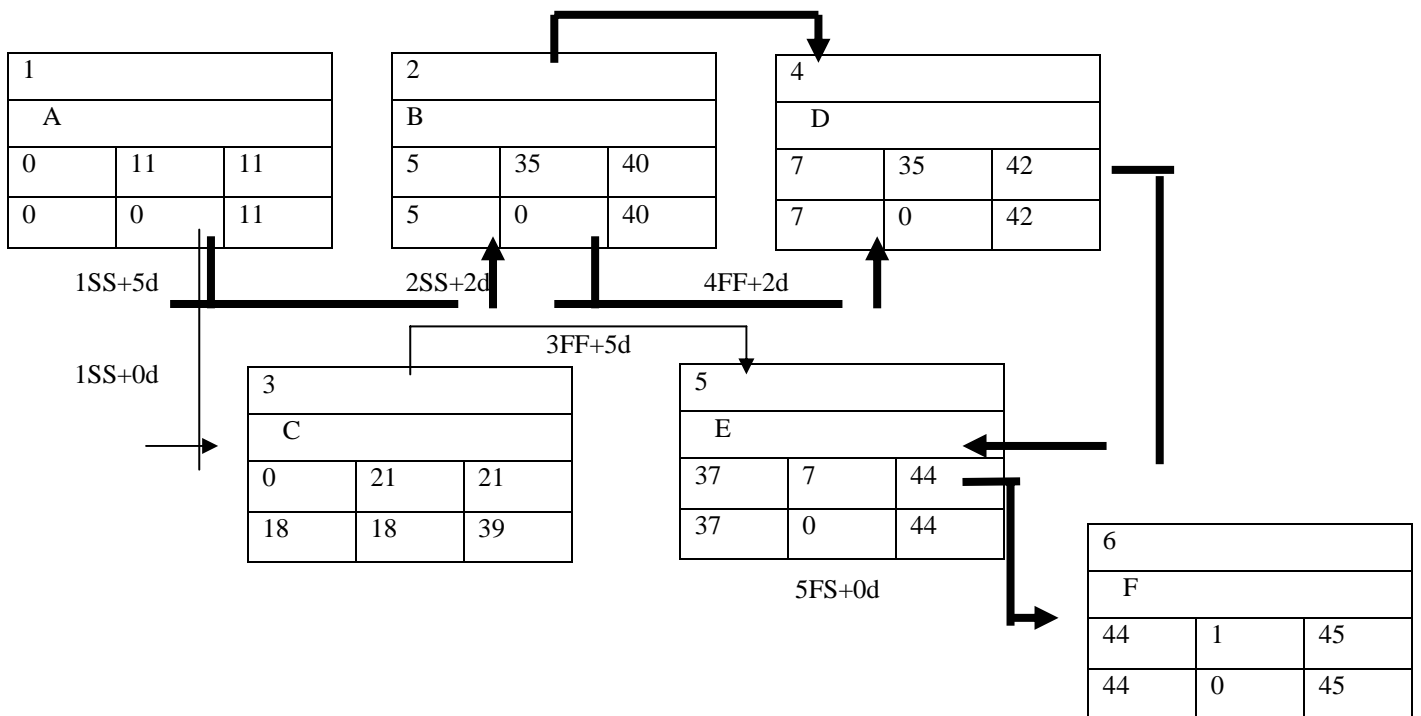 1
A
0 11 11
0 0 11
2
B
5 35 40
5 0 40
4
D
7 35 42
7 0 42
1SS+5d
2SS+2d
4FF+2d
3FF+5d
1SS+0d
3
C
0 21 21
18 18 39
5
E
37 7 44
37 0 44
5FS+0d
6
F
44 1 45
44 0 45